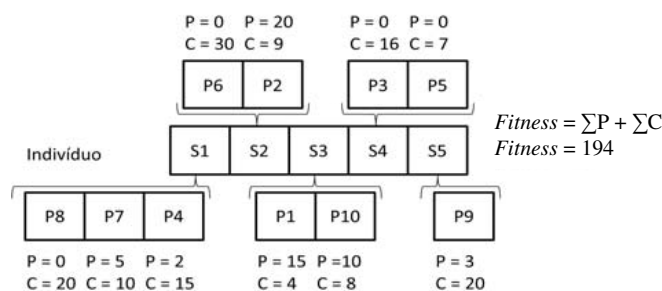 P = 0 P = 20 P = 0 P = 0
C = 30 C = 9 C = 16 C = 7
P6 P2 P3 P5
Fitness = ∑P + ∑C
Fitness = 194
Indivíduo S1 S2 S3 S4 S5
P8 P7 P4 P1 P10 P9
P = 0 P = 5 P = 2 P = 15 P =10 P = 3
C = 20 C = 10 C = 15 C = 4 C = 8 C = 20